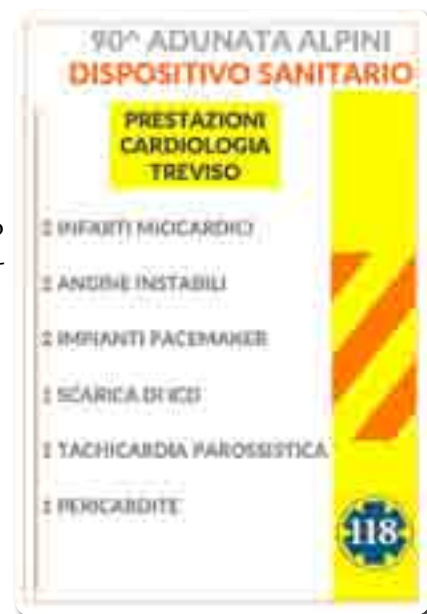 90^ ADUNATA ALPINI
DISPOSITIVO SANITARIO
PRESTAZIONI
CARDIOLOGIA
TREVISO
INFARTI MIOCARDICI
ANGINE INSTABILI
IMPIANTI PACEMAKER
SCARICA DI ICD
TACHICARDIA PAROSSISTICA
PERICARDITE
118